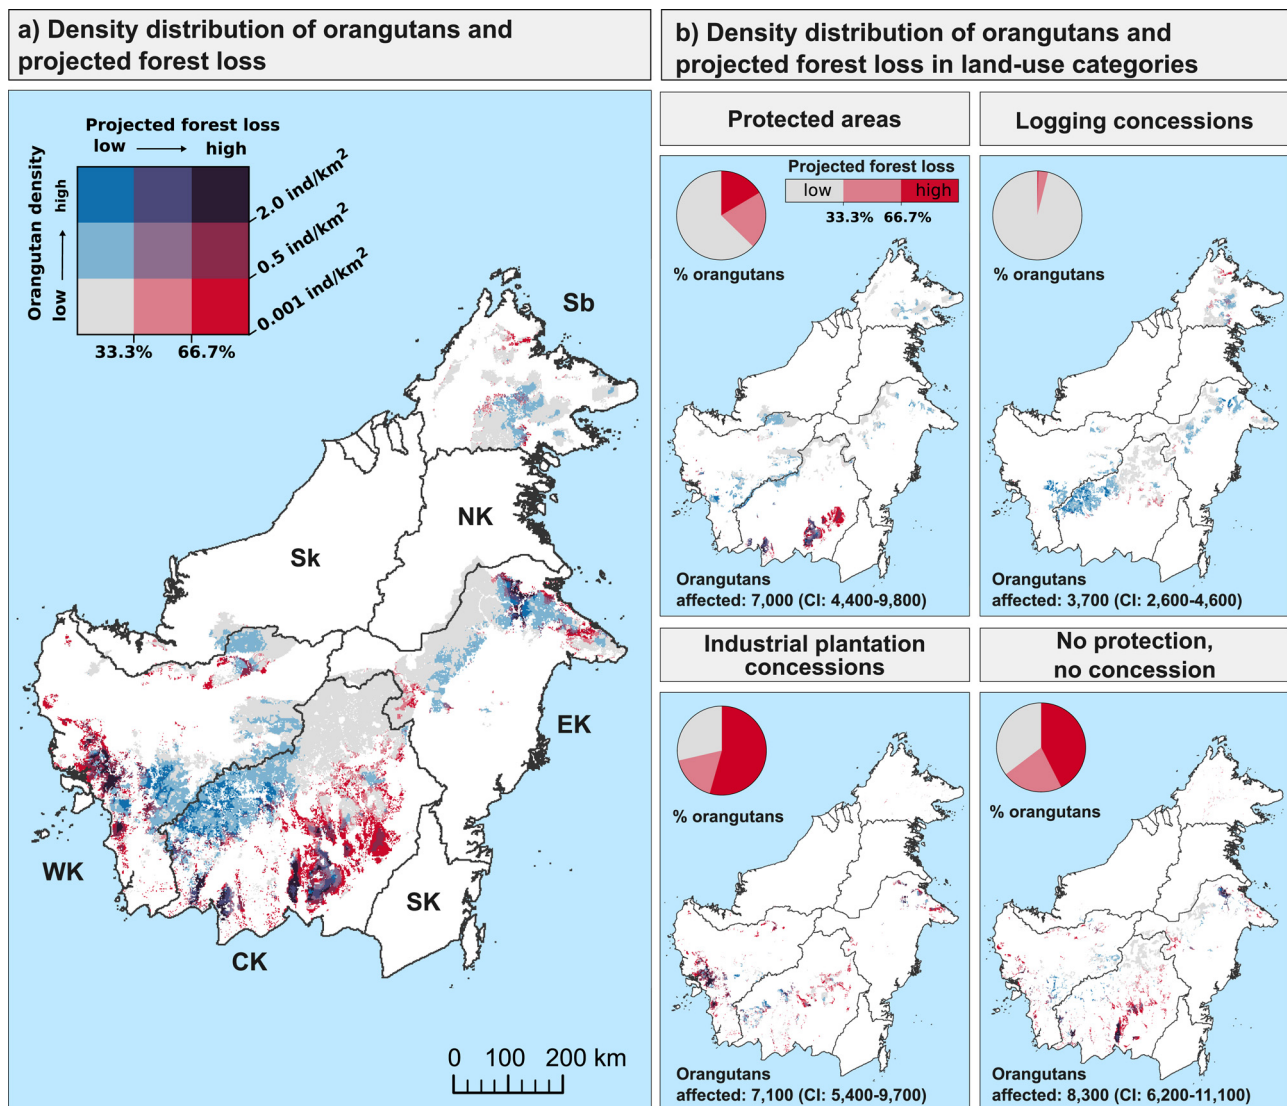 a) Density distribution of orangutans and
projected forest loss
Projected forest loss
low
high
Orangutan density
high
low
2.0 ind/km²
0.5 ind/km²
0.001 ind/km²
33.3%
66.7%
Sb
NK
Sk
EK
WK
SK
CK
0
200 km
b) Density distribution of orangutans and
projected forest loss in land-use categories
Protected areas
Projected forest loss
low
high
33.3%
66.7%
% orangutans
Orangutans
affected: 7,000 (CI: 4,400-9,800)
Logging concessions
% orangutans
Orangutans
affected: 3,700 (CI: 2,600-4,600)
Industrial plantation
concessions
% orangutans
Orangutans
affected: 7,100 (CI: 5,400-9,700)
No protection,
no concession
% orangutans
Orangutans
affected: 8,300 (CI: 6,200-11,100)